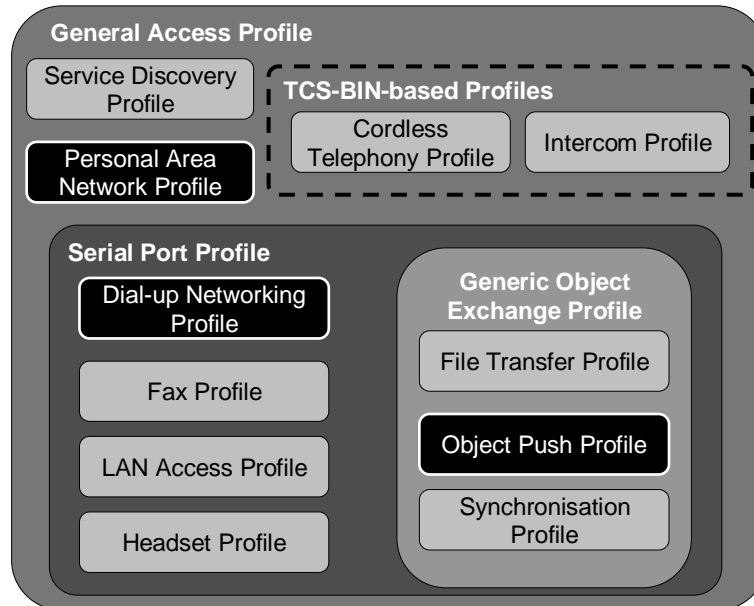 General Access Profile
Service Discovery
Profile
TCS-BIN-based Profiles
Cordless
Telephony Profile
Intercom Profile
Personal Area
Network Profile
Serial Port Profile
Dial-up Networking
Profile
Fax Profile
LAN Access Profile
Headset Profile
Generic Object
Exchange Profile
File Transfer Profile
Object Push Profile
Synchronisation
Profile